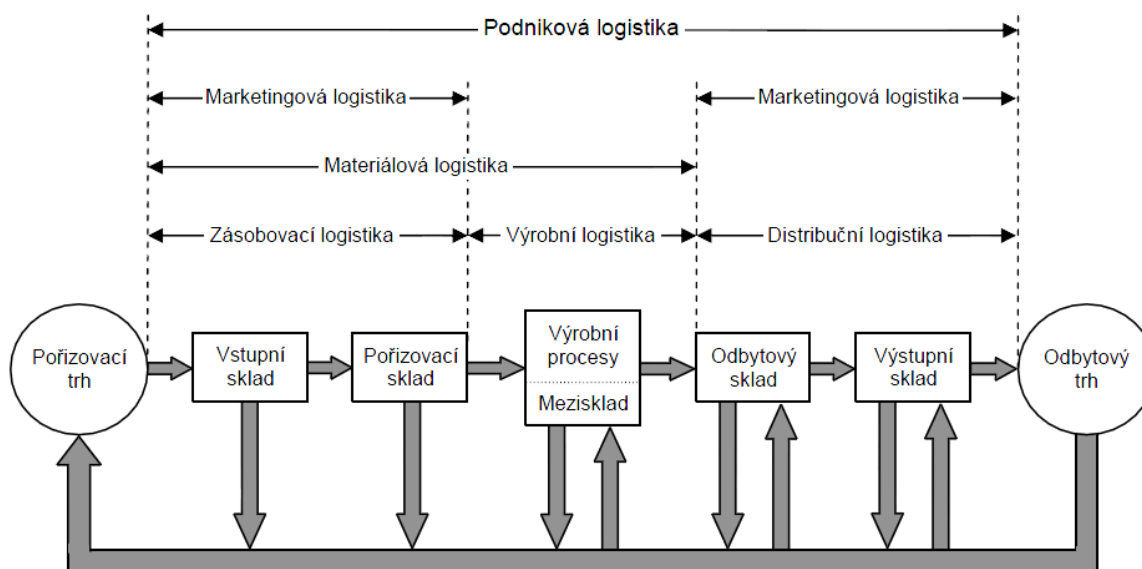 Podniková logistika
Marketingová logistika
Marketingová logistika
Materiálová logistika
Zásobovací logistika
Výrobní logistika
Distribuční logistika
Pořizovací
trh
Vstupní
sklad
Pořizovací
sklad
Výrobní
procesy
Mezisklad
Odbytový
sklad
Výstupní
sklad
Odbytový
trh